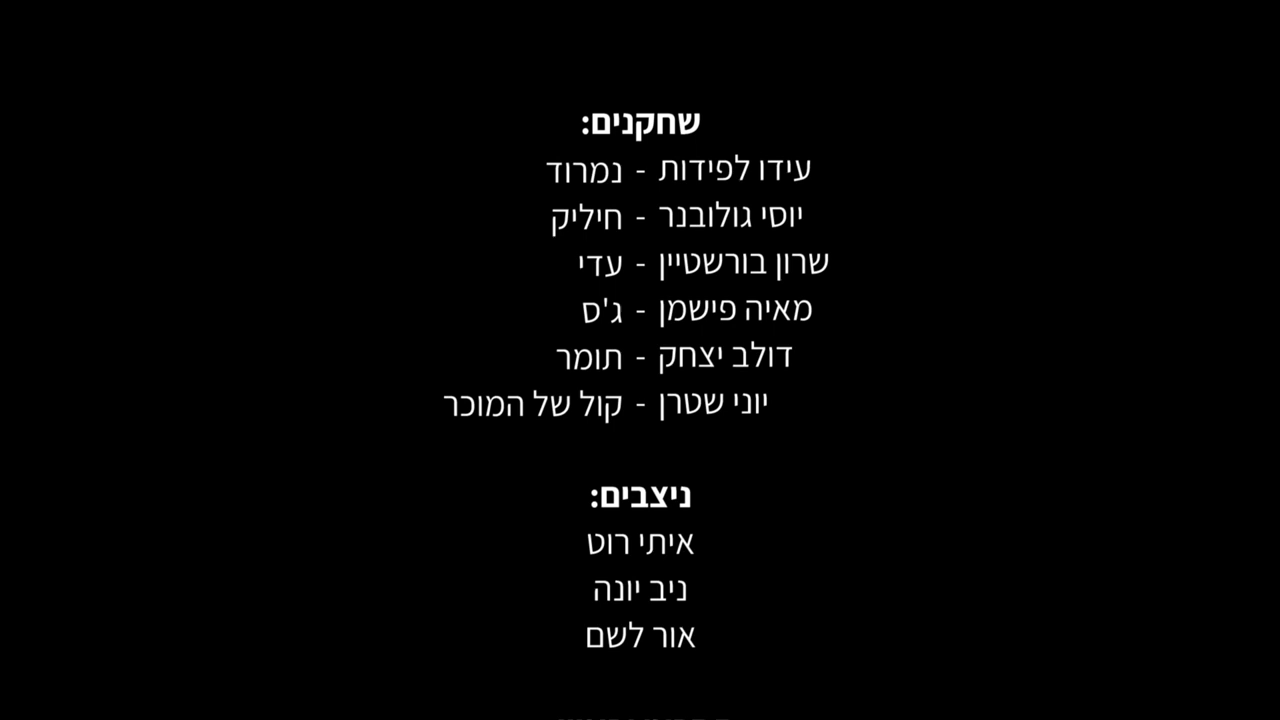 שחקנים:
עידו לפידות - נמרוד
יוסי גולובנר - חיליק
שרון בורשטיין - עדי
מאיה פישמן - ג'ס
דולב יצחק - תומר
יוני שטרן - קול של המוכר
ניצבים:
איתי רוט
ניב יונה
אור לשם